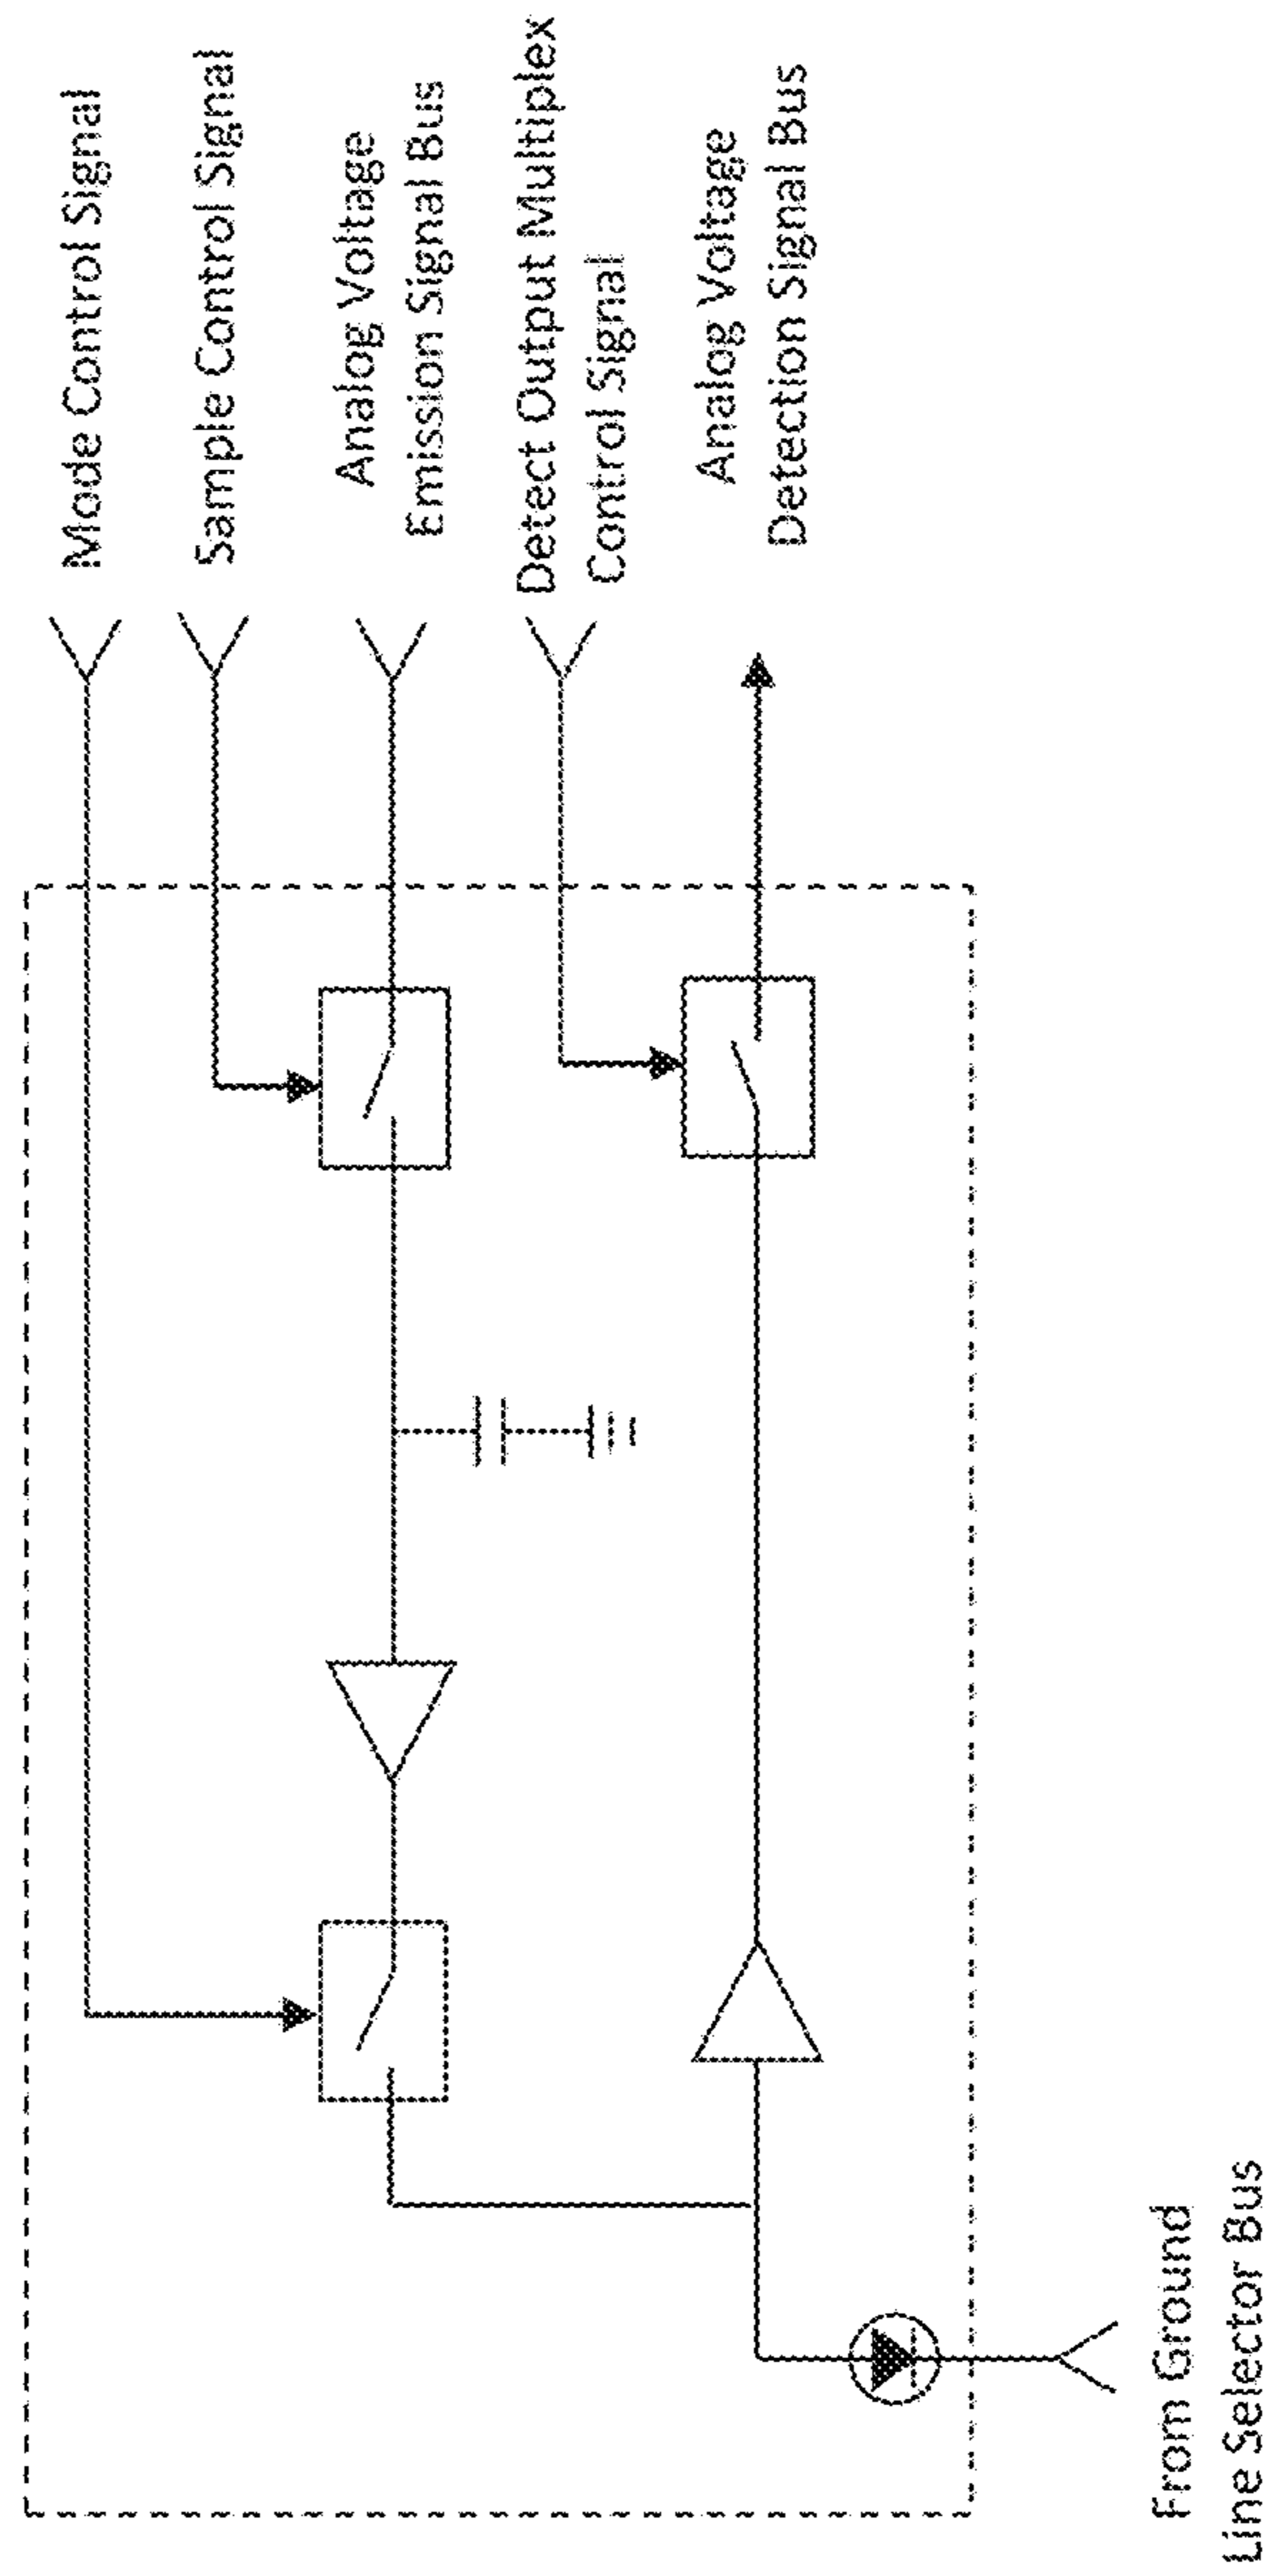 Mode Control Signal
Sample Control Signal
Analog Voltage
Emission Signal Bus
Detect Output Multiplex
Control Signal
Analog Voltage
Detection Signal Bus
From Ground
Line Selector Bus